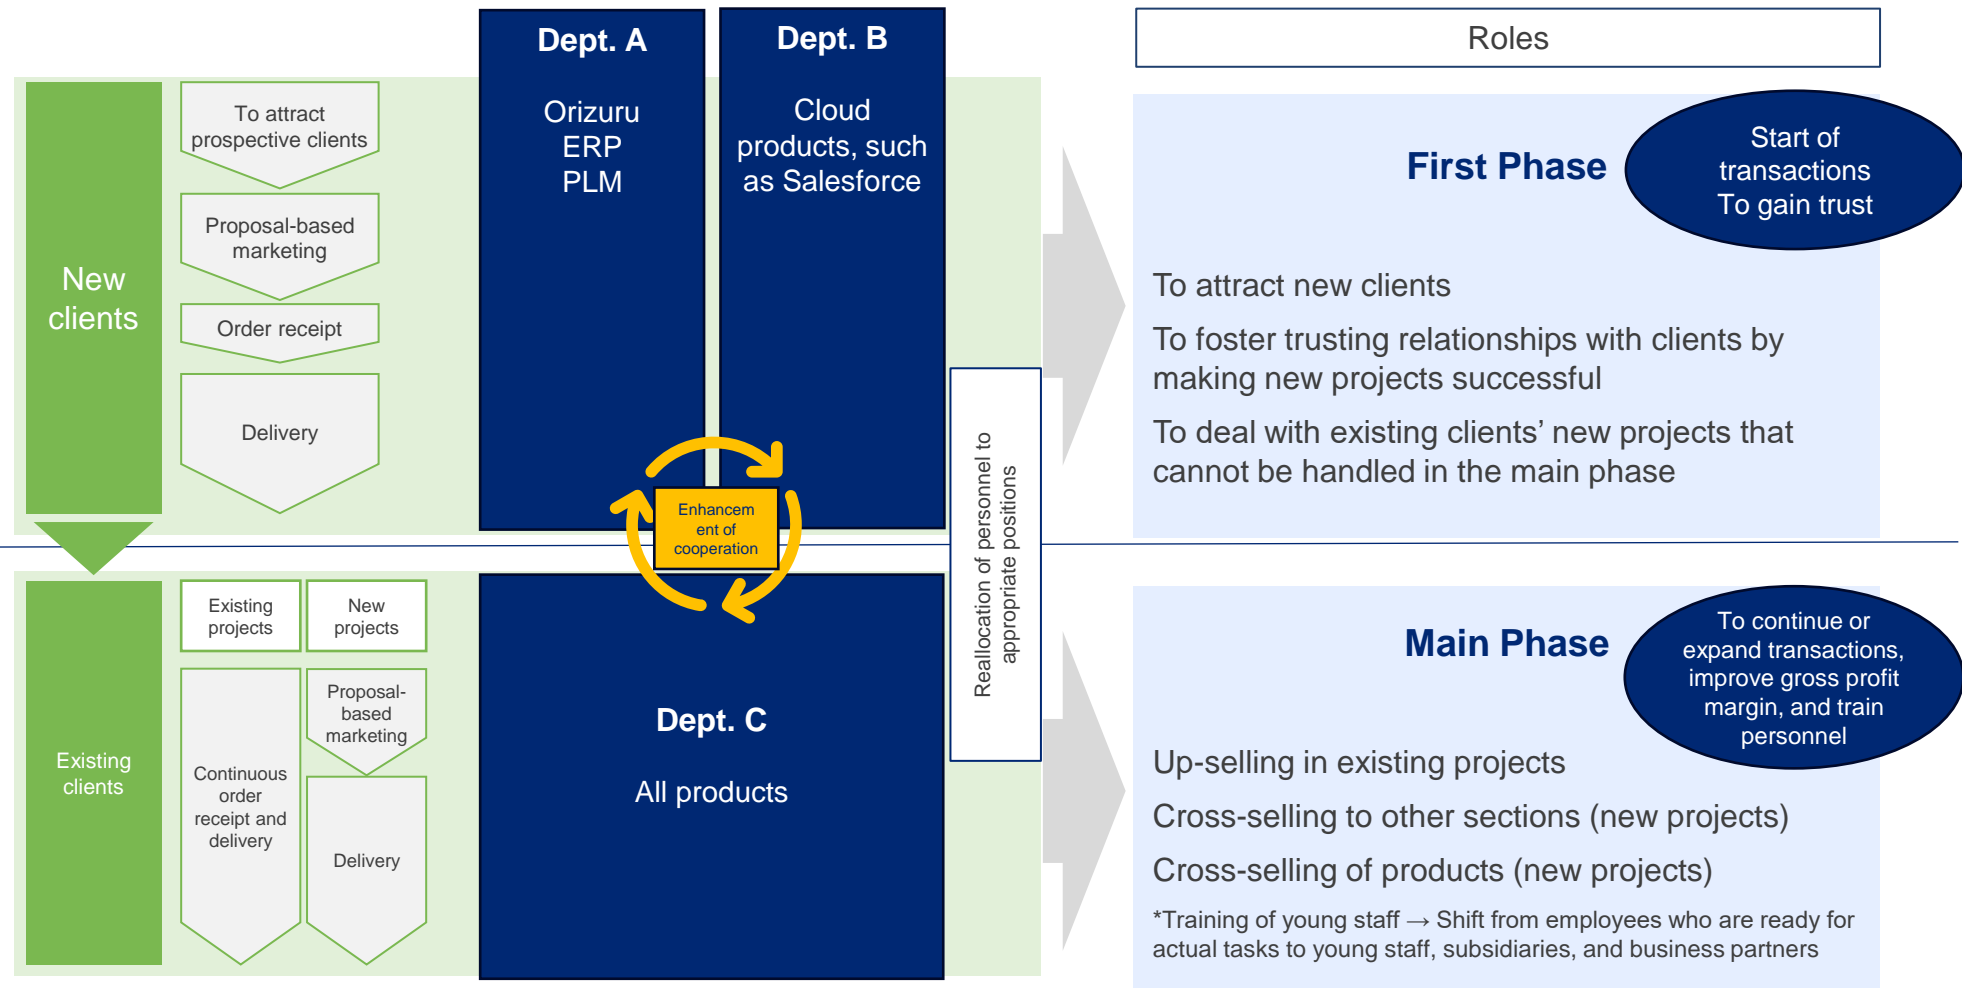 New
clients
To attract
prospective clients
Proposal-based
marketing
Order receipt
Delivery
Dept. A
Orizuru
ERP
PLM
Dept. B
Cloud
products, such
as Salesforce
Enhancem
ent of
cooperation
Reallocation of personnel to
appropriate positions
Existing
clients
Existing
projects
New
projects
Continuous
order
receipt and
delivery
Proposal-
based
marketing
Delivery
Dept. C
All products
Roles
First Phase
Start of
transactions
To gain trust
To attract new clients
To foster trusting relationships with clients by
making new projects successful
To deal with existing clients’ new projects that
cannot be handled in the main phase
Main Phase
To continue or
expand transactions,
improve gross profit
margin, and train
personnel
Up-selling in existing projects
Cross-selling to other sections (new projects)
Cross-selling of products (new projects)
*Training of young staff → Shift from employees who are ready for
actual tasks to young staff, subsidiaries, and business partners